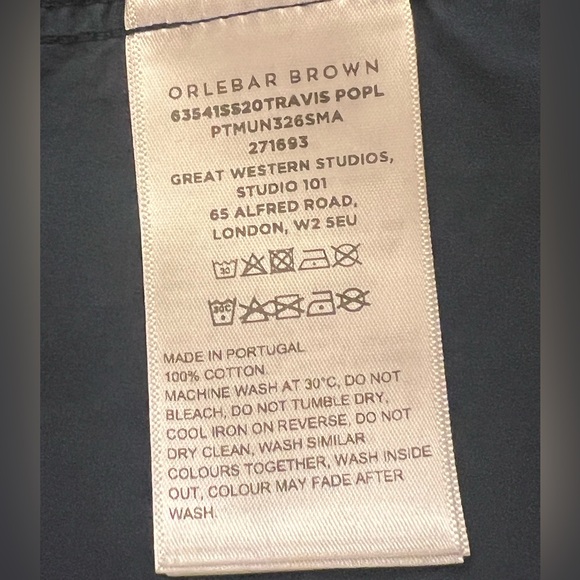 ORLEBAR BROWN
63541SS20TRAVIS POPL
PTMUN326SMA
271693
GREAT WESTERN STUDIOS,
STUDIO 101
65 ALFRED ROAD,
LONDON, W2 5EU
30
30C
MADE IN PORTUGAL
100% COTTON.
MACHINE WASH AT 30°C, DO NOT
BLEACH, DO NOT TUMBLE DRY,
COOL IRON ON REVERSE, DO NOT
DRY CLEAN, WASH SIMILAR
COLOURS TOGETHER, WASH INSIDE
OUT, COLOUR MAY FADE AFTER
WASH.